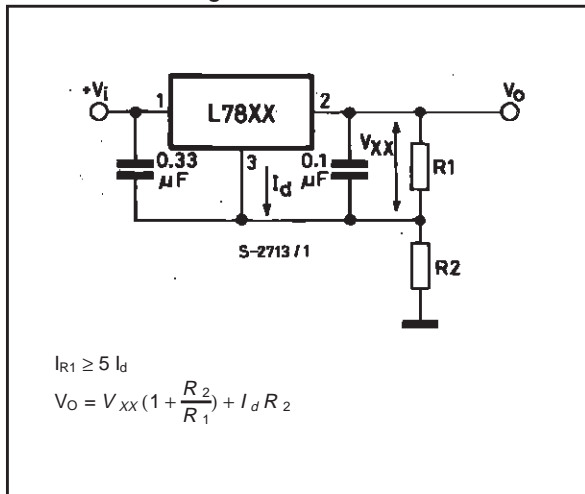 +Vi
1
L78XX
2
Vo
0.33
µF
3
Id
0.1
µF
VXX
R1
S-2713/1
R2
IR1 ≥ 5 Id
VO = VXX (1 + R2/R1) + Id R2